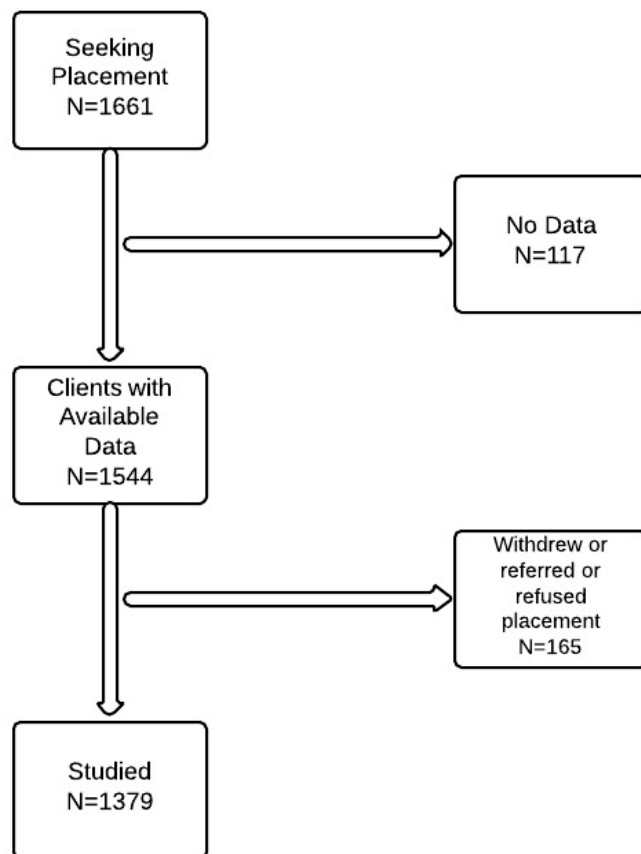 Seeking
Placement
N=1661
No Data
N=117
Clients with
Available
Data
N=1544
Withdrew or
referred or
refused
placement
N=165
Studied
N=1379